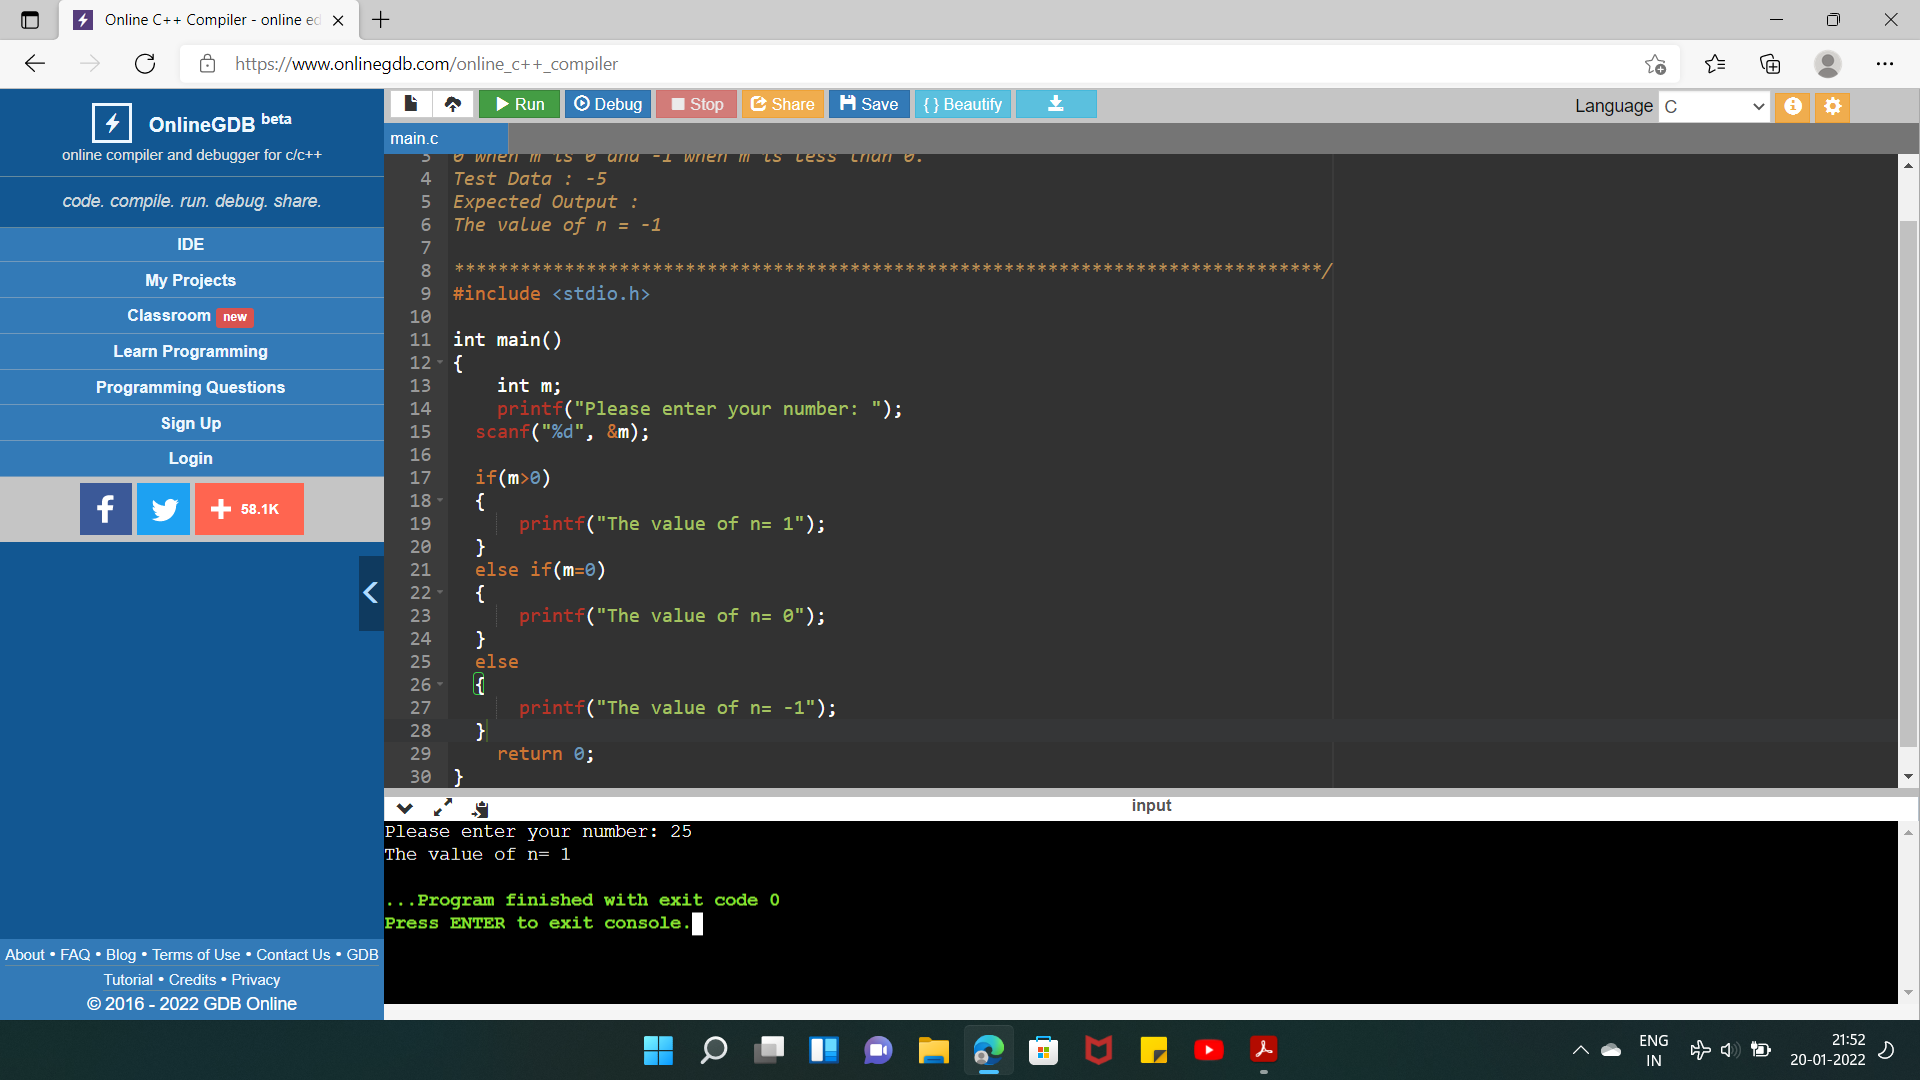 Online C++ Compiler - online ed
https://www.onlinegdb.com/online_c++_compiler
OnlineGDB beta
online compiler and debugger for c/c++
code. compile. run. debug. share.
IDE
My Projects
Classroom new
Learn Programming
Programming Questions
Sign Up
Login
f
+ 58.1K
About • FAQ • Blog • Terms of Use • Contact Us • GDB
Tutorial • Credits • Privacy
© 2016 - 2022 GDB Online
Run Debug Stop Share Save { } Beautify
Language C
main.c
3 0 when m is 0 and -1 when m is less than 0.
4 Test Data : -5
5 Expected Output :
6 The value of n = -1
7
8 *******************************************************************************/
9 #include <stdio.h>
10
11 int main()
12 {
13     int m;
14     printf("Please enter your number: ");
15   scanf("%d", &m);
16
17   if(m>0)
18   {
19       printf("The value of n= 1");
20   }
21   else if(m=0)
22   {
23       printf("The value of n= 0");
24   }
25   else
26   {
27       printf("The value of n= -1");
28   }
29     return 0;
30 }
input
Please enter your number: 25
The value of n= 1
...Program finished with exit code 0
Press ENTER to exit console.
ENG
IN
21:52
20-01-2022